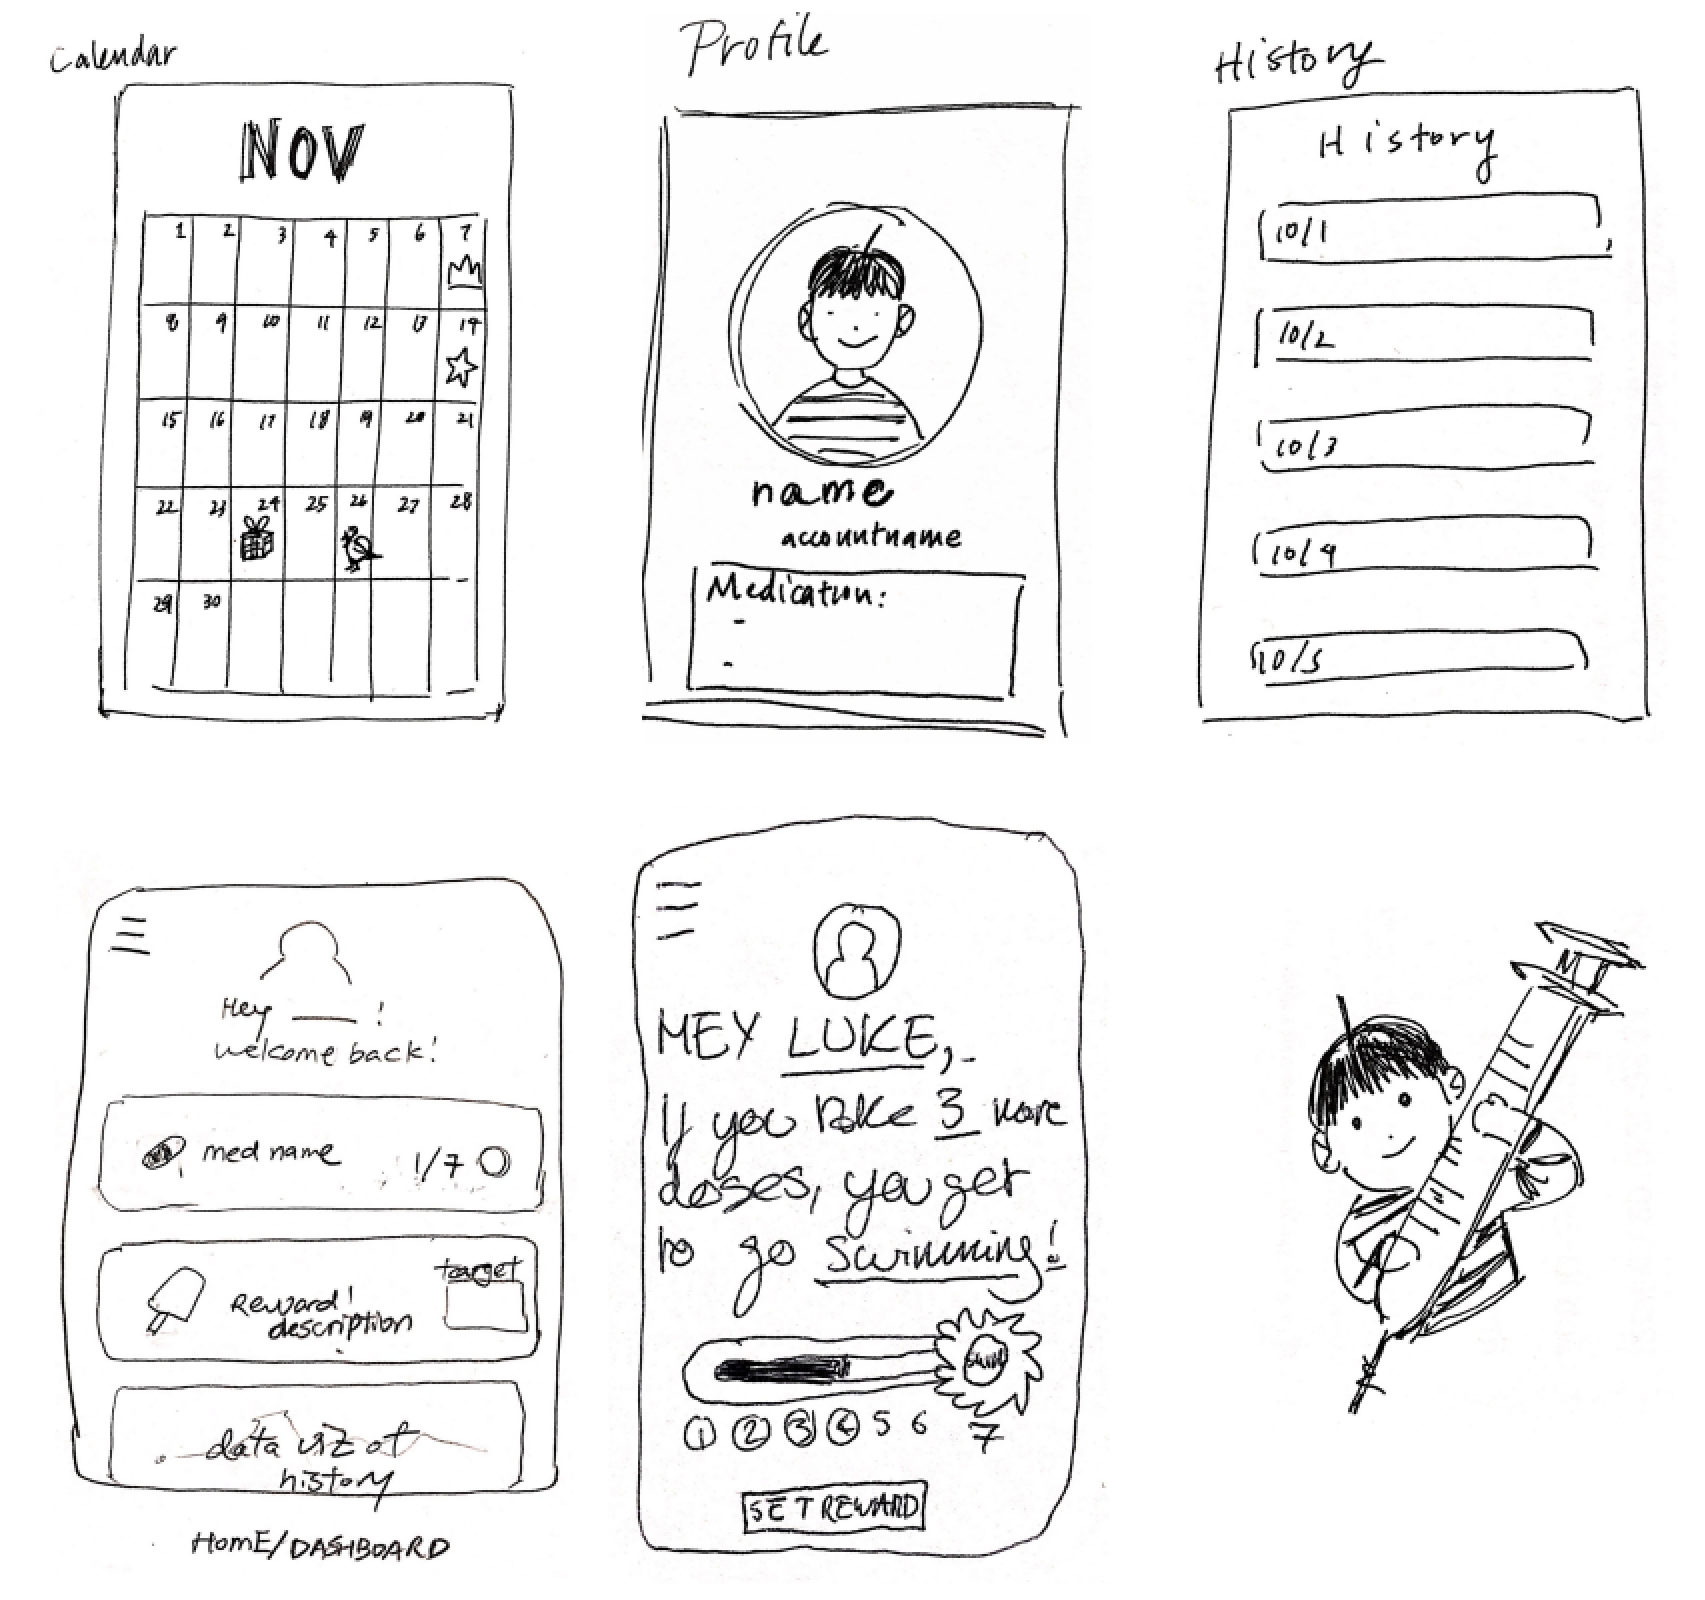 Calendar
NOV
1 2 3 4 5 6 7
8 9 10 11 12 13 14
15 16 17 18 19 20 21
22 23 24 25 26 27 28
29 30
Profile
name
accountname
Medication:
-
-
History
History
10/1
10/2
10/3
10/4
10/5
Hey ___ !
welcome back!
med name 1/7
Reward!
description
target
data viz of
history
HOME/DASHBOARD
HEY LUKE,
if you take 3 more
doses, you get
to go swimming!
SWIM
1 2 3 4 5 6 7
SET REWARD